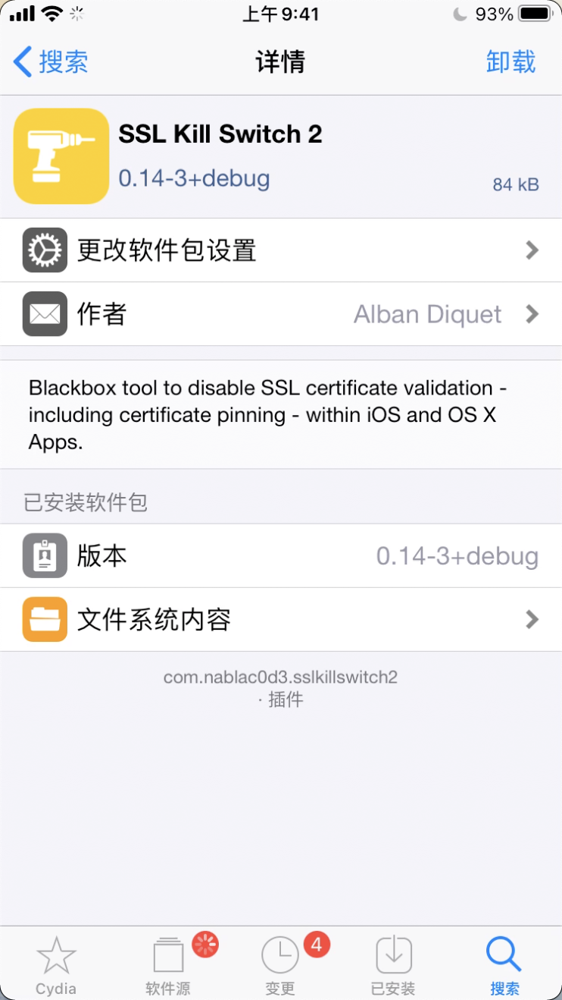 上午 9:41
93%
搜索
详情
卸载
SSL Kill Switch 2
0.14-3+debug
84 kB
更改软件包设置
作者
Alban Diquet
Blackbox tool to disable SSL certificate validation -
including certificate pinning - within iOS and OS X
Apps.
已安装软件包
版本
0.14-3+debug
文件系统内容
com.nablac0d3.sslkillswitch2
· 插件
4
Cydia
软件源
变更
已安装
搜索